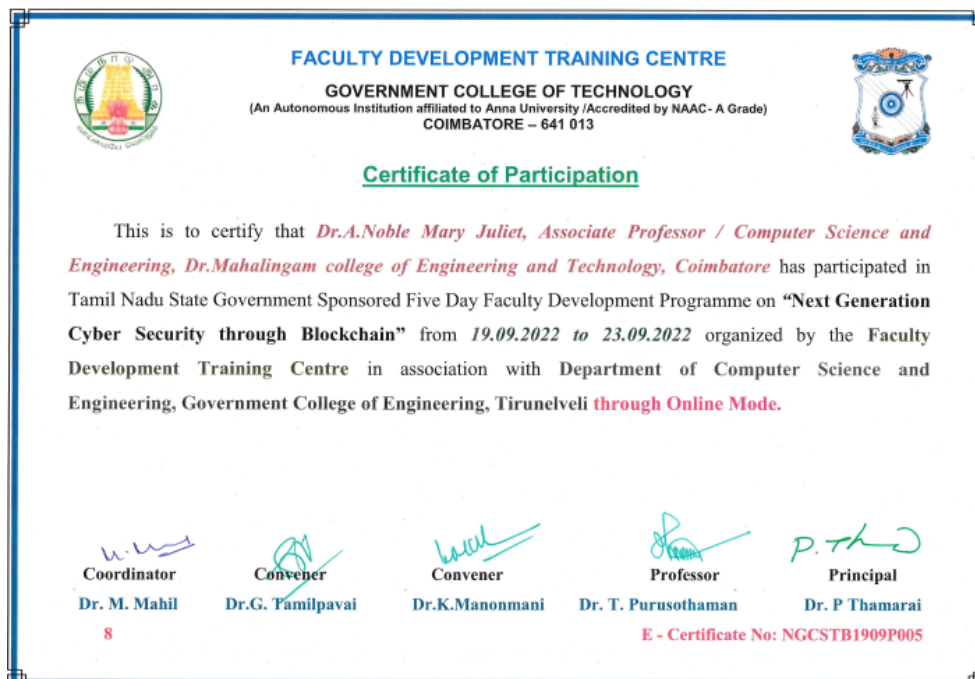 FACULTY DEVELOPMENT TRAINING CENTRE
GOVERNMENT COLLEGE OF TECHNOLOGY
(An Autonomous Institution affiliated to Anna University /Accredited by NAAC- A Grade)
COIMBATORE – 641 013
Certificate of Participation
This is to certify that Dr.A.Noble Mary Juliet, Associate Professor / Computer Science and
Engineering, Dr.Mahalingam college of Engineering and Technology, Coimbatore has participated in
Tamil Nadu State Government Sponsored Five Day Faculty Development Programme on “Next Generation
Cyber Security through Blockchain” from 19.09.2022 to 23.09.2022 organized by the Faculty
Development Training Centre in association with Department of Computer Science and
Engineering, Government College of Engineering, Tirunelveli through Online Mode.
P. Th
Coordinator Convener Convener Professor Principal
Dr. M. Mahil Dr.G. Tamilpavai Dr.K.Manonmani Dr. T. Purusothaman Dr. P Thamarai
8 E - Certificate No: NGCSTB1909P005